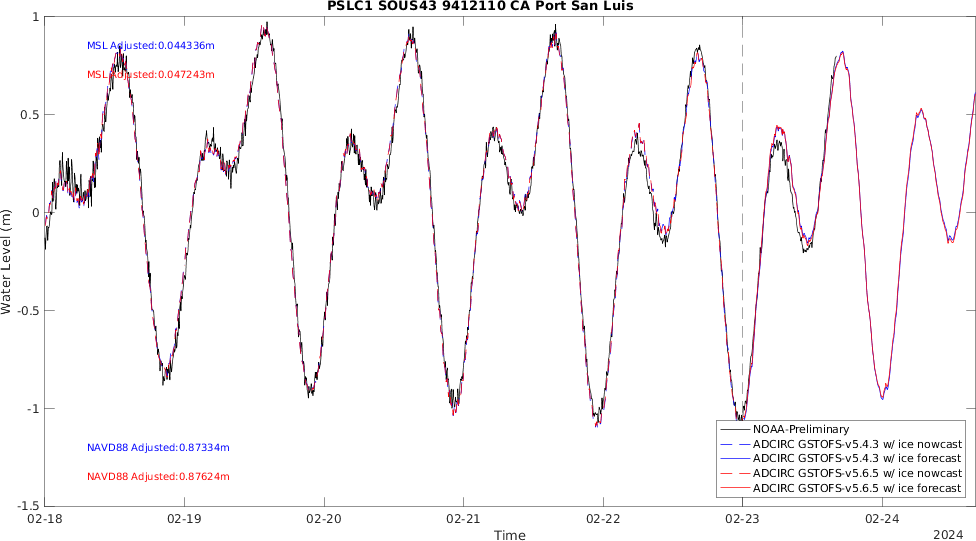 PSLC1 SOUS43 9412110 CA Port San Luis
MSL Adjusted:0.044336m
MSL Adjusted:0.047243m
NAVD88 Adjusted:0.87334m
NAVD88 Adjusted:0.87624m
Water Level (m)
1
0.5
0
-0.5
-1
-1.5
NOAA-Preliminary
ADCIRC GSTOFS-v5.4.3 w/ ice nowcast
ADCIRC GSTOFS-v5.4.3 w/ ice forecast
ADCIRC GSTOFS-v5.6.5 w/ ice nowcast
ADCIRC GSTOFS-v5.6.5 w/ ice forecast
02-18 02-19 02-20 02-21 02-22 02-23 02-24
Time
2024